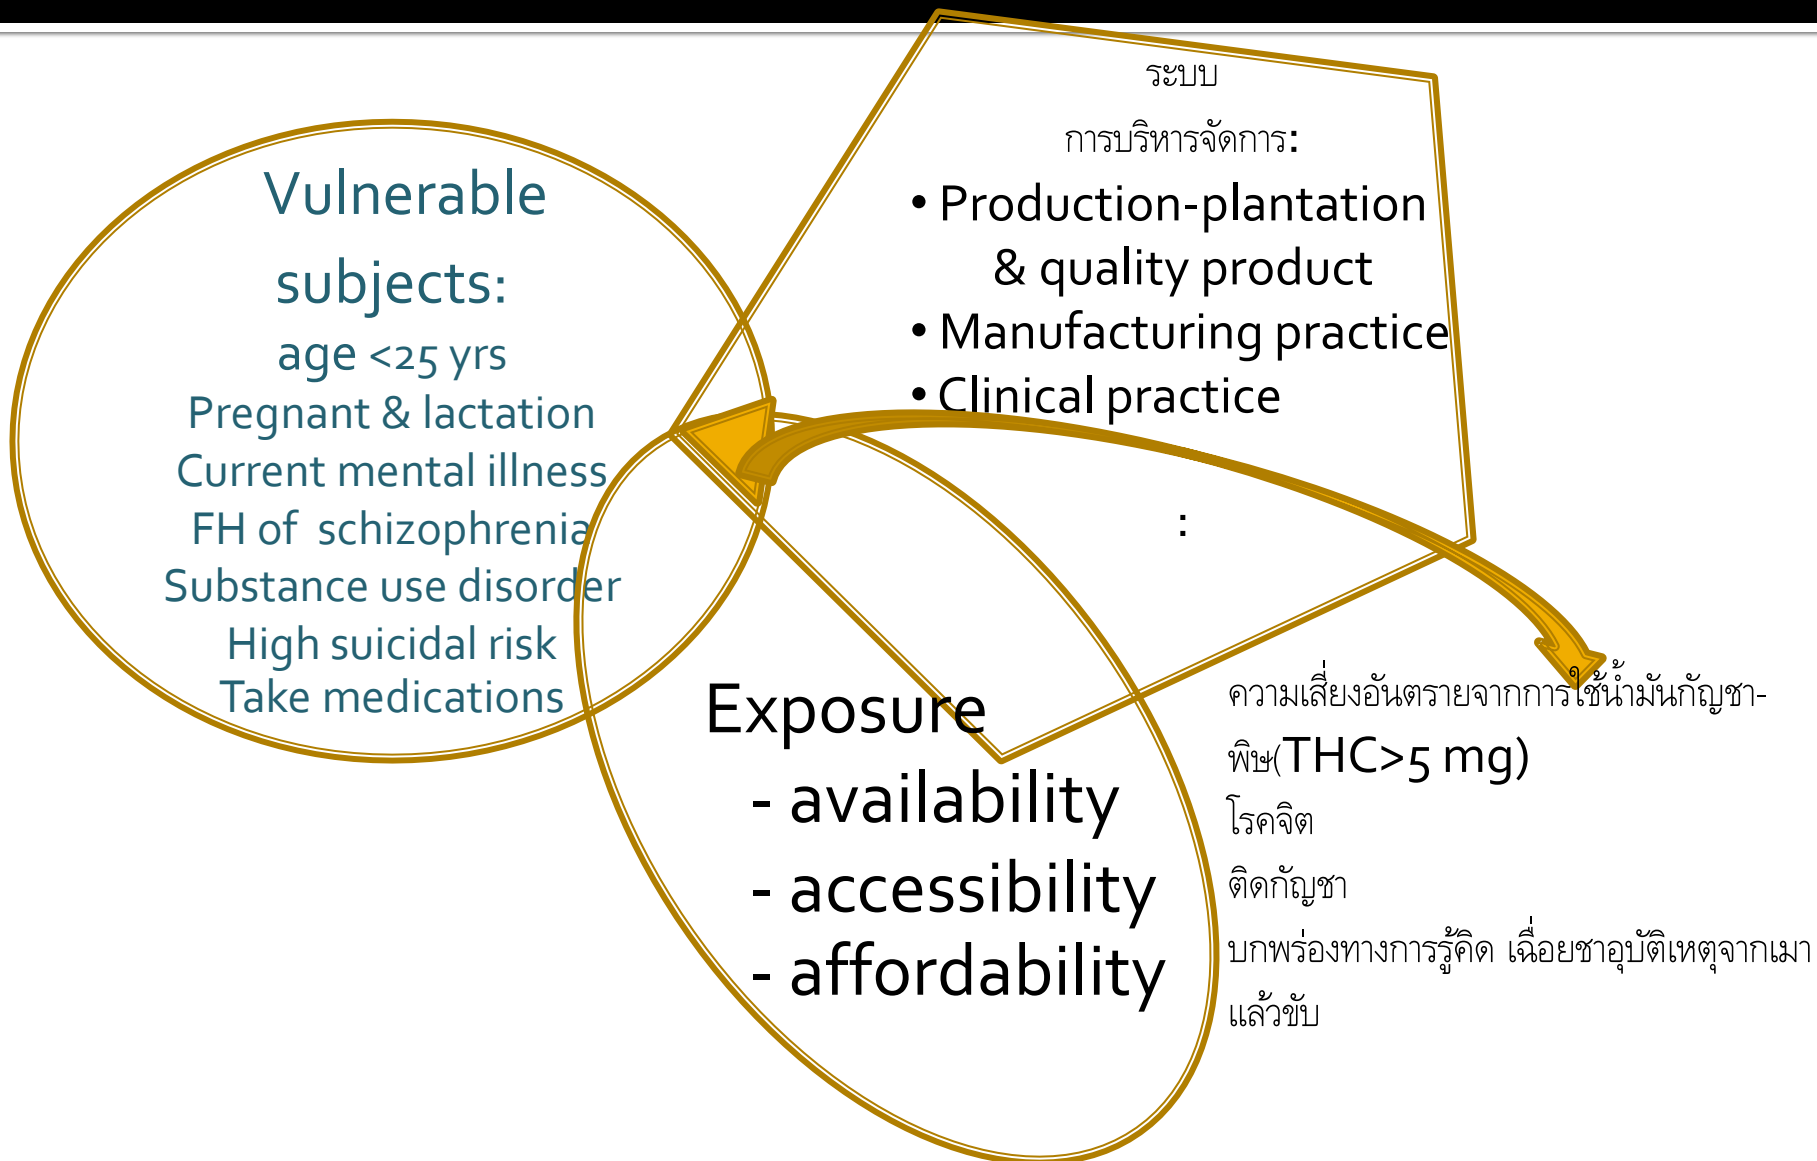 Vulnerable
subjects:
age <25 yrs
Pregnant & lactation
Current mental illness
FH of schizophrenia
Substance use disorder
High suicidal risk
Take medications
ระบบ
การบริหารจัดการ:
• Production-plantation
& quality product
• Manufacturing practice
• Clinical practice
:
Exposure
- availability
- accessibility
- affordability
ความเสี่ยงอันตรายจากการใช้น้ำมันกัญชา-
พิษ(THC>5 mg)
โรคจิต
ติดกัญชา
บกพร่องทางการรู้คิด เฉื่อยชาอุบัติเหตุจากเมา
แล้วขับ